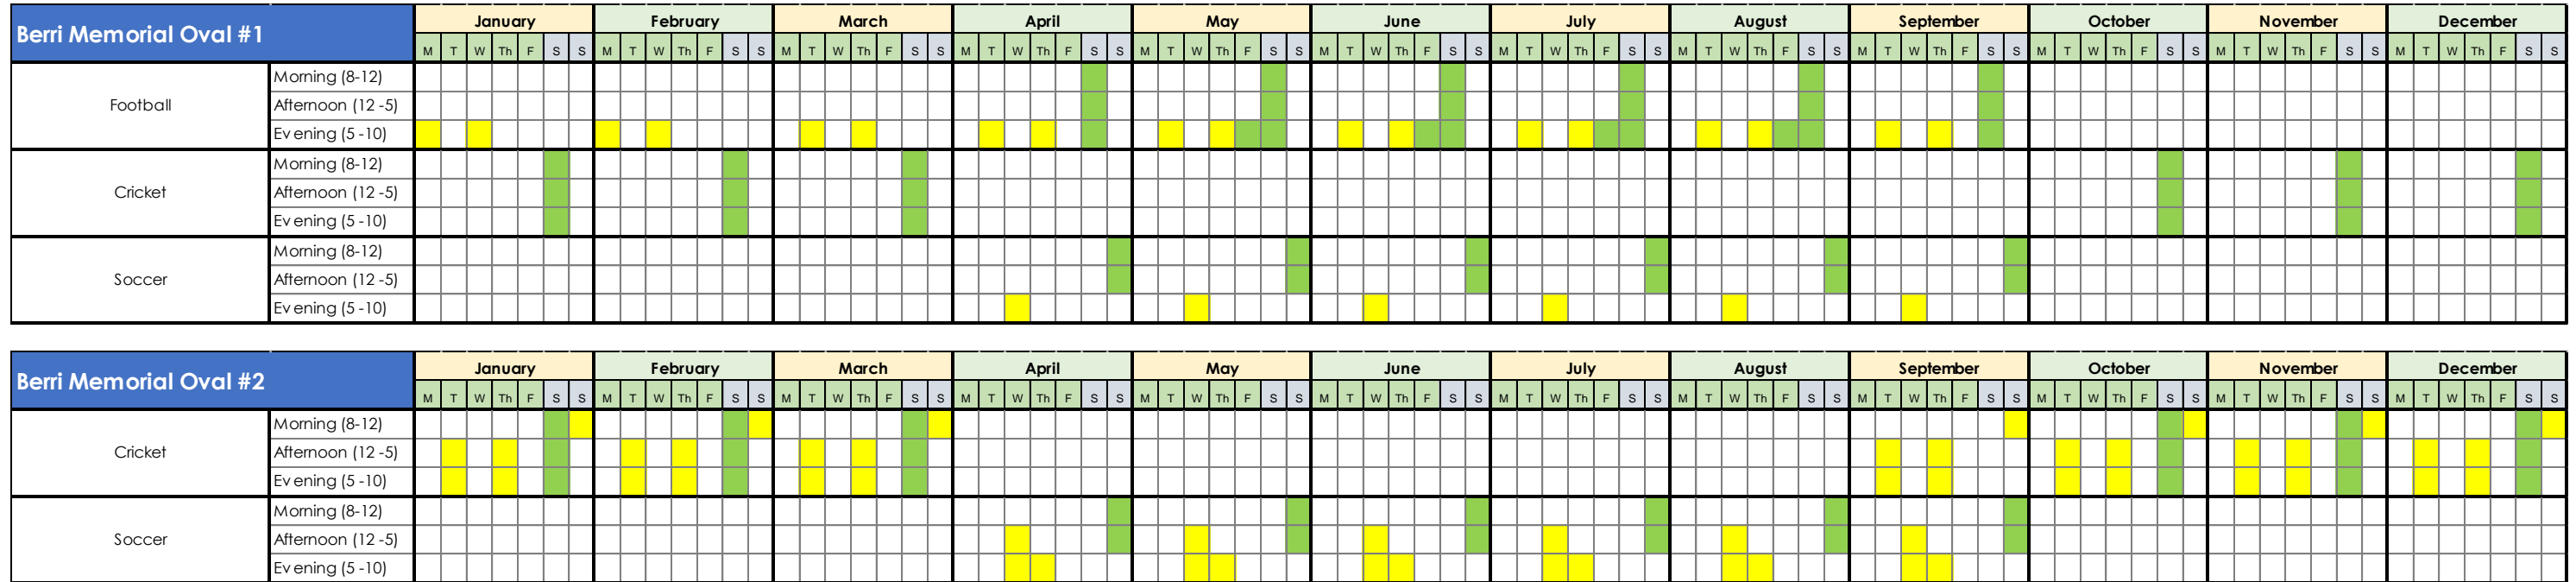 Berri Memorial Oval #1 January February March April May June July August September October November December
M T W Th F S S M T W Th F S S M T W Th F S S M T W Th F S S M T W Th F S S M T W Th F S S M T W Th F S S M T W Th F S S M T W Th F S S M T W Th F S S M T W Th F S S M T W Th F S S
Football
Morning (8-12)
Afternoon (12 -5)
Evening (5 -10)
Cricket
Morning (8-12)
Afternoon (12 -5)
Evening (5 -10)
Soccer
Morning (8-12)
Afternoon (12 -5)
Evening (5 -10)
Berri Memorial Oval #2 January February March April May June July August September October November December
M T W Th F S S M T W Th F S S M T W Th F S S M T W Th F S S M T W Th F S S M T W Th F S S M T W Th F S S M T W Th F S S M T W Th F S S M T W Th F S S M T W Th F S S M T W Th F S S
Cricket
Morning (8-12)
Afternoon (12 -5)
Evening (5 -10)
Soccer
Morning (8-12)
Afternoon (12 -5)
Evening (5 -10)